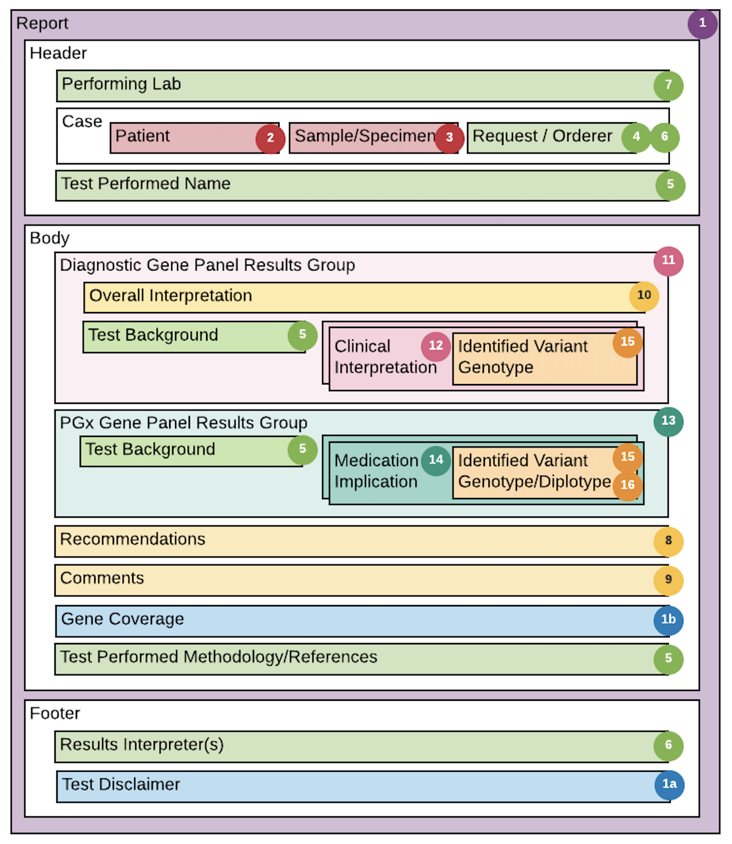 Report 1
Header
Performing Lab 7
Case
Patient 2 Sample/Specimen 3 Request / Orderer 4 6
Test Performed Name 5
Body
Diagnostic Gene Panel Results Group 11
Overall Interpretation 10
Test Background 5
Clinical 12
Interpretation
Identified Variant 15
Genotype
PGx Gene Panel Results Group 13
Test Background 5
Medication 14
Implication
Identified Variant 15
Genotype/Diplotype 16
Recommendations 8
Comments 9
Gene Coverage 1b
Test Performed Methodology/References 5
Footer
Results Interpreter(s) 6
Test Disclaimer 1a